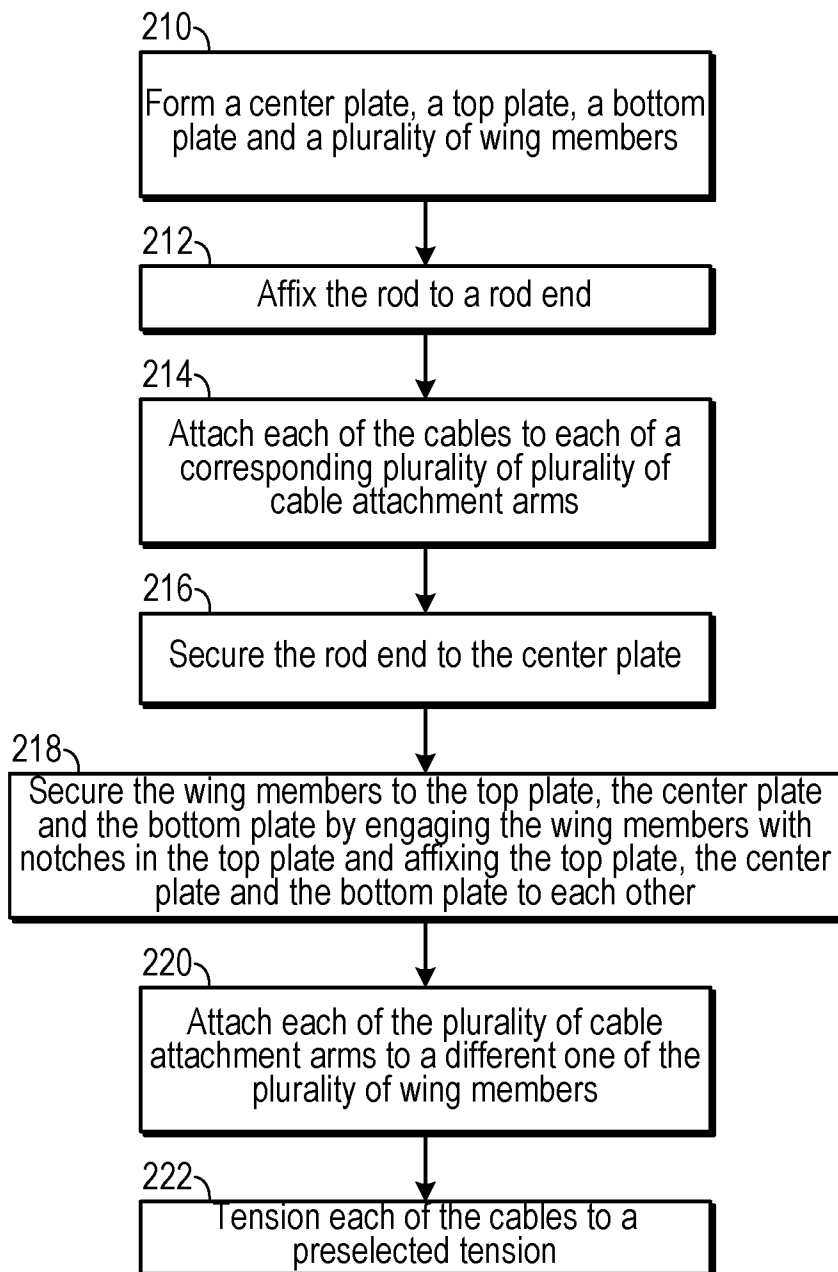 210
Form a center plate, a top plate, a bottom
plate and a plurality of wing members
212
Affix the rod to a rod end
214
Attach each of the cables to each of a
corresponding plurality of plurality of
cable attachment arms
216
Secure the rod end to the center plate
218
Secure the wing members to the top plate, the center plate
and the bottom plate by engaging the wing members with
notches in the top plate and affixing the top plate, the center
plate and the bottom plate to each other
220
Attach each of the plurality of cable
attachment arms to a different one of the
plurality of wing members
222
Tension each of the cables to a
preselected tension